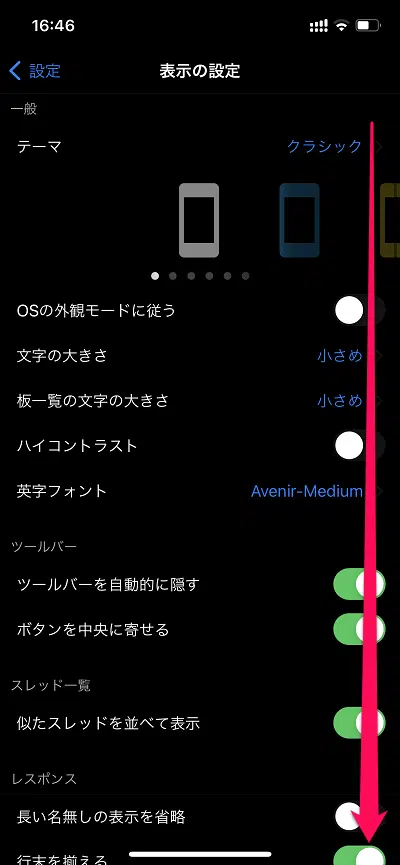 16:46
設定
表示の設定
一般
テーマ
クラシック
OSの外観モードに従う
文字の大きさ
小さめ
板一覧の文字の大きさ
小さめ
ハイコントラスト
英字フォント
Avenir-Medium
ツールバー
ツールバーを自動的に隠す
ボタンを中央に寄せる
スレッド一覧
似たスレッドを並べて表示
レスポンス
長い名無しの表示を省略
行末を揃える